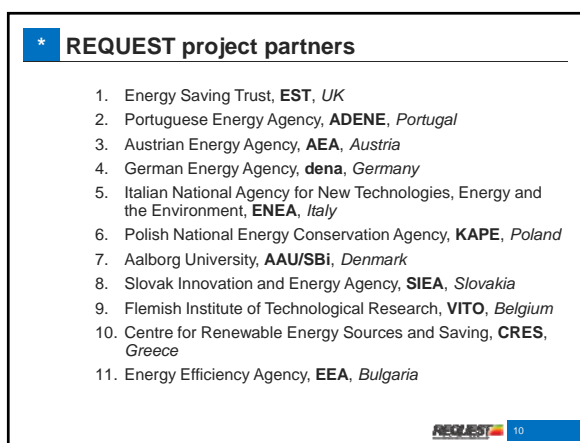 * REQUEST project partners
1. Energy Saving Trust, EST, UK
2. Portuguese Energy Agency, ADENE, Portugal
3. Austrian Energy Agency, AEA, Austria
4. German Energy Agency, dena, Germany
5. Italian National Agency for New Technologies, Energy and
the Environment, ENEA, Italy
6. Polish National Energy Conservation Agency, KAPE, Poland
7. Aalborg University, AAU/SBi, Denmark
8. Slovak Innovation and Energy Agency, SIEA, Slovakia
9. Flemish Institute of Technological Research, VITO, Belgium
10. Centre for Renewable Energy Sources and Saving, CRES,
Greece
11. Energy Efficiency Agency, EEA, Bulgaria
REQUEST 10